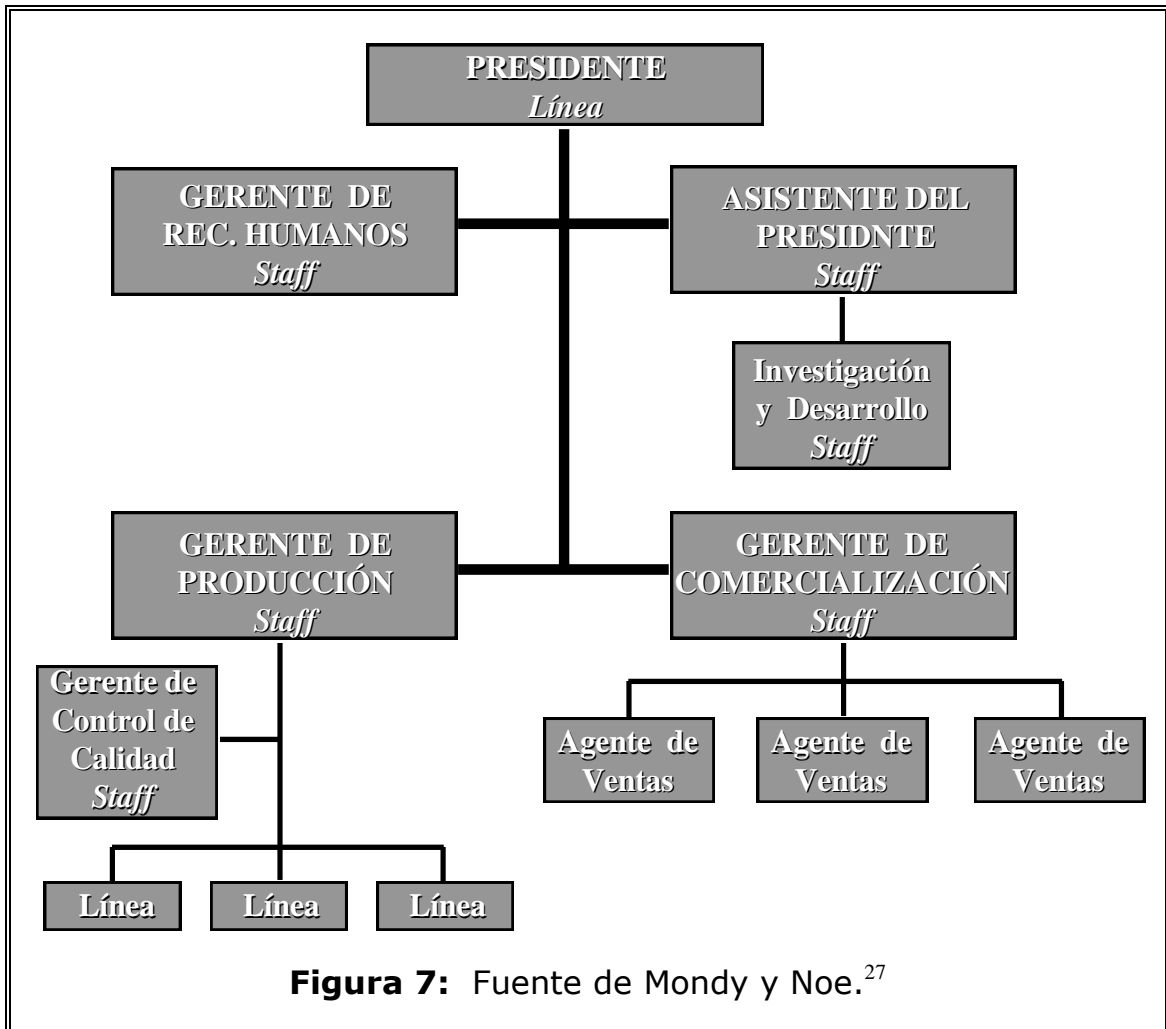 PRESIDENTE
Línea
GERENTE DE
REC. HUMANOS
Staff
ASISTENTE DEL
PRESIDNTE
Staff
Investigación
y Desarrollo
Staff
GERENTE DE
PRODUCCIÓN
Staff
GERENTE DE
COMERCIALIZACIÓN
Staff
Gerente de
Control de
Calidad
Staff
Agente de
Ventas
Agente de
Ventas
Agente de
Ventas
Línea
Línea
Línea
Figura 7: Fuente de Mondy y Noe.27